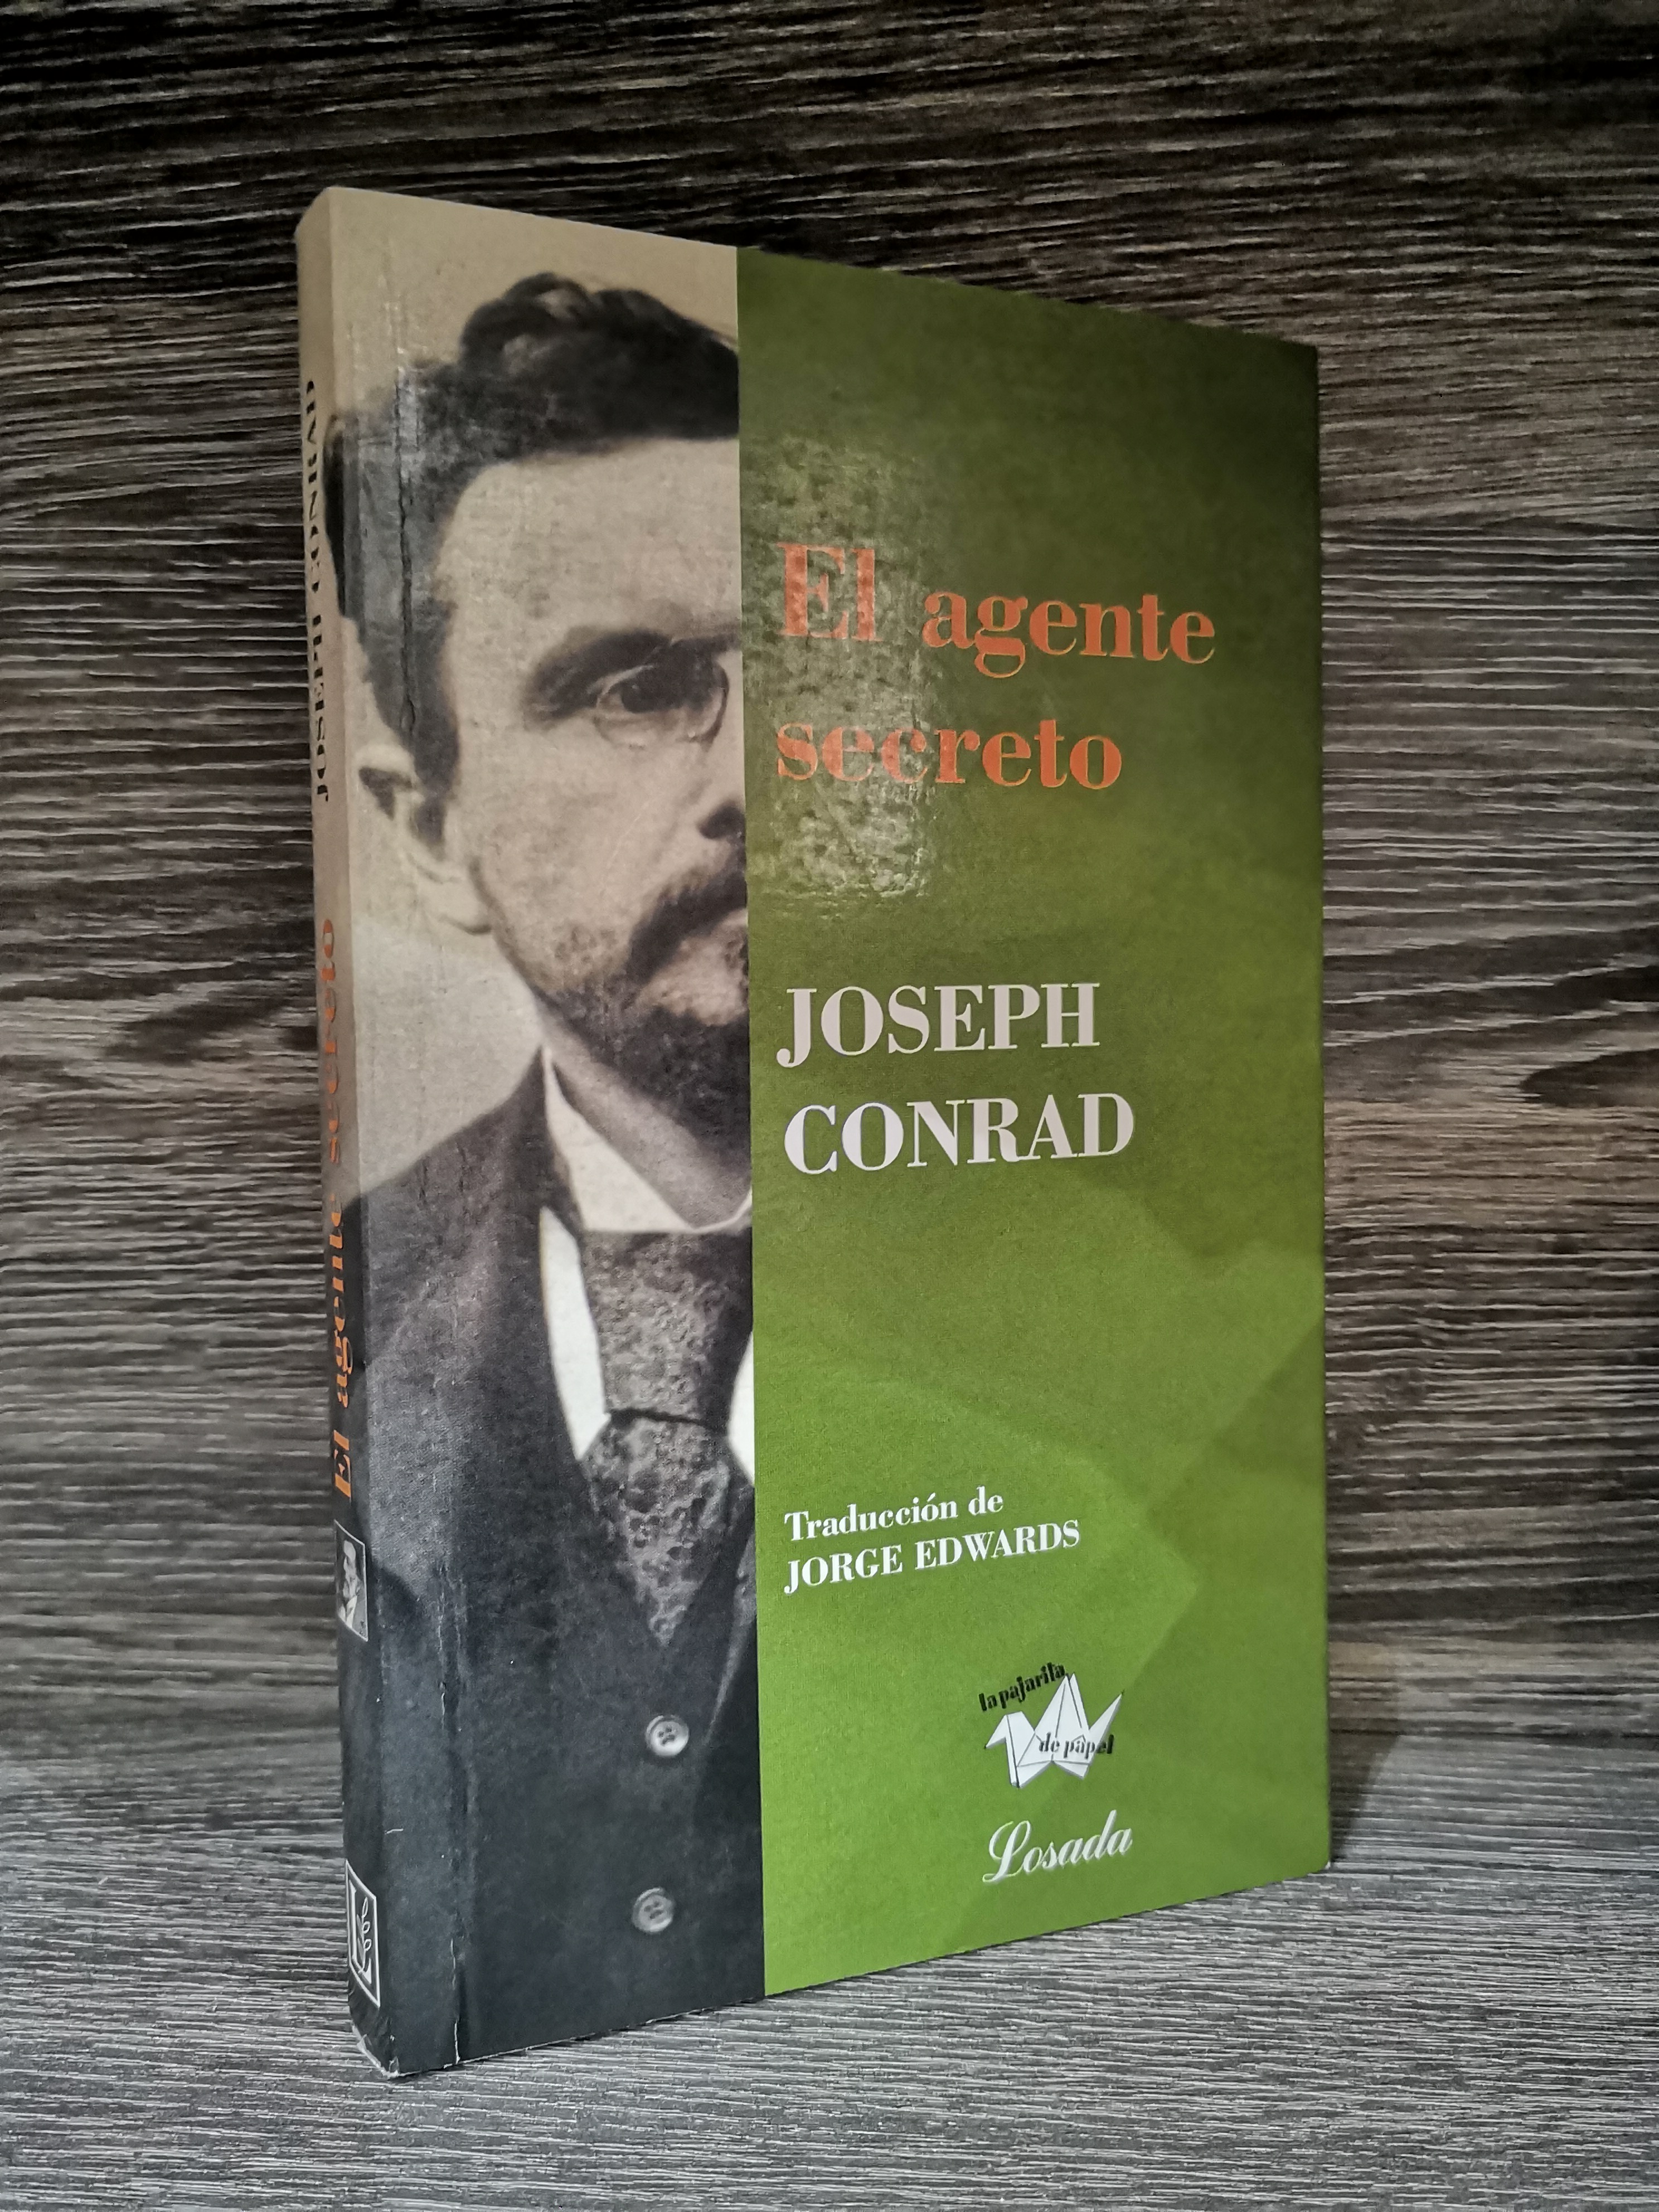 El agente
secreto
JOSEPH
CONRAD
Traducción de
JORGE EDWARDS
la pajarita
de papel
Losada
JOSEPH CONRAD
El agente secreto
L